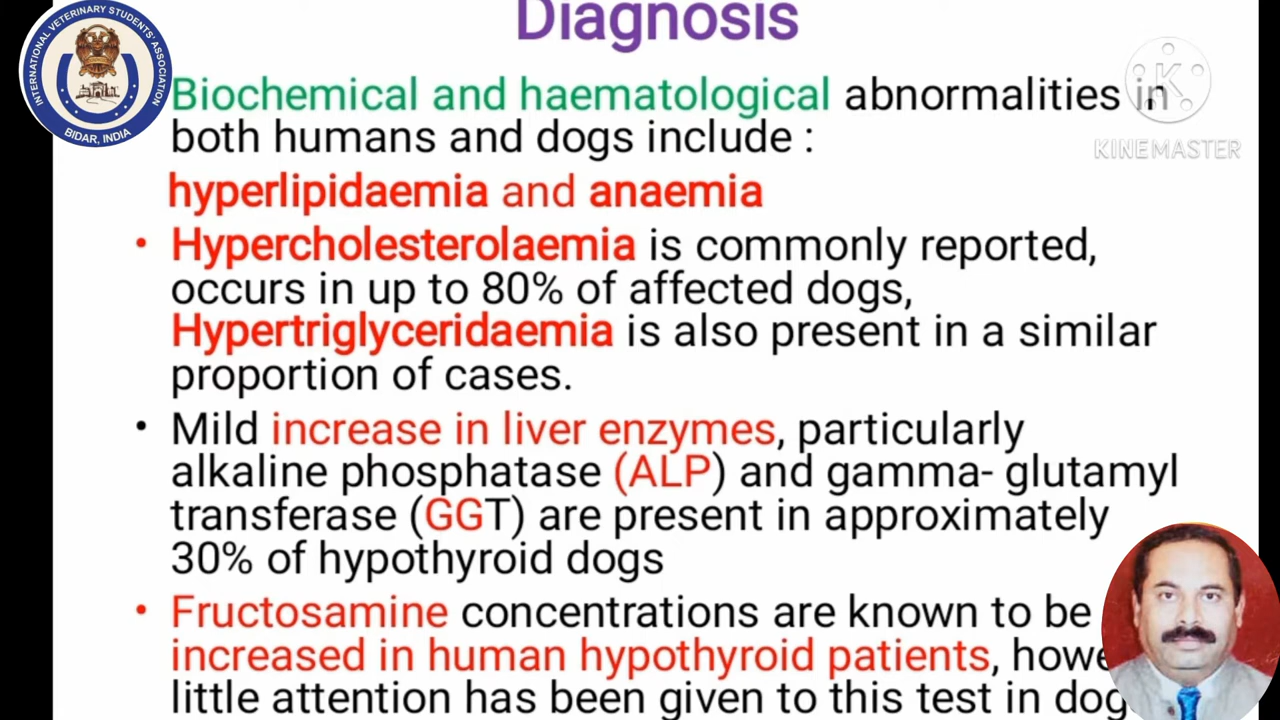 Diagnosis
INTERNATIONAL VETERINARY STUDENTS' ASSOCIATION
BIDAR, INDIA
Biochemical and haematological abnormalities in
both humans and dogs include :
K
KINEMASTER
hyperlipidaemia and anaemia
• Hypercholesterolaemia is commonly reported,
occurs in up to 80% of affected dogs,
Hypertriglyceridaemia is also present in a similar
proportion of cases.
• Mild increase in liver enzymes, particularly
alkaline phosphatase (ALP) and gamma- glutamyl
transferase (GGT) are present in approximately
30% of hypothyroid dogs
• Fructosamine concentrations are known to be
increased in human hypothyroid patients,
little attention has been given to this test in